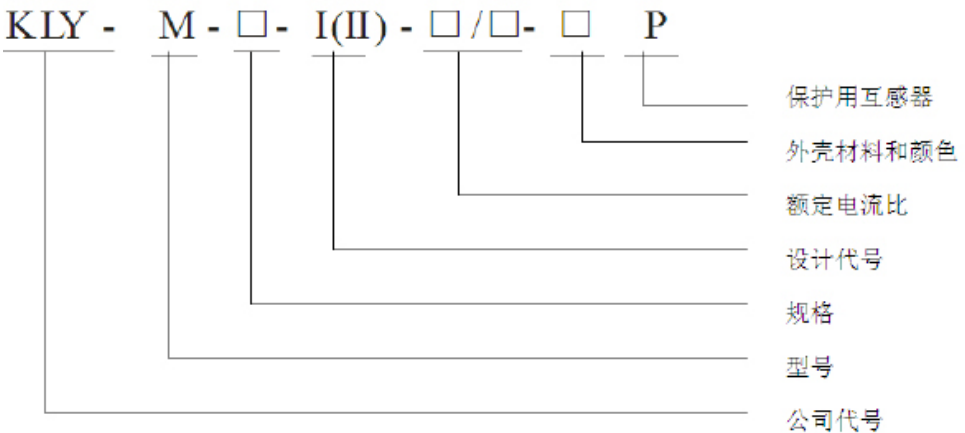 KLY - M - □ - I(II) - □ / □ - □ P
保护用互感器
外壳材料和颜色
额定电流比
设计代号
规格
型号
公司代号